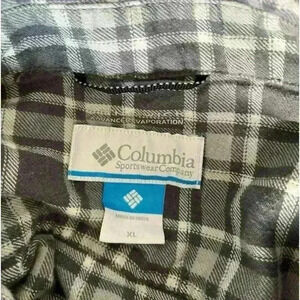 ADVANCED EVAPORATION
Columbia
Sportswear Company
XL